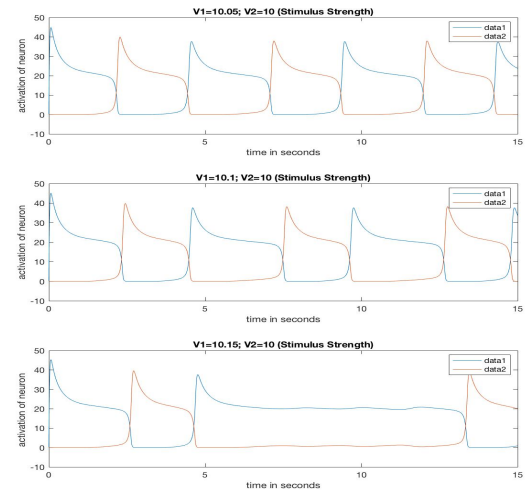 V1=10.05; V2=10 (Stimulus Strength)
50
40
30
20
10
0
-10
activation of neuron
data1
data2
0 5 10 15
time in seconds
V1=10.1; V2=10 (Stimulus Strength)
50
40
30
20
10
0
-10
activation of neuron
data1
data2
0 5 10 15
time in seconds
V1=10.15; V2=10 (Stimulus Strength)
50
40
30
20
10
0
-10
activation of neuron
data1
data2
0 5 10 15
time in seconds